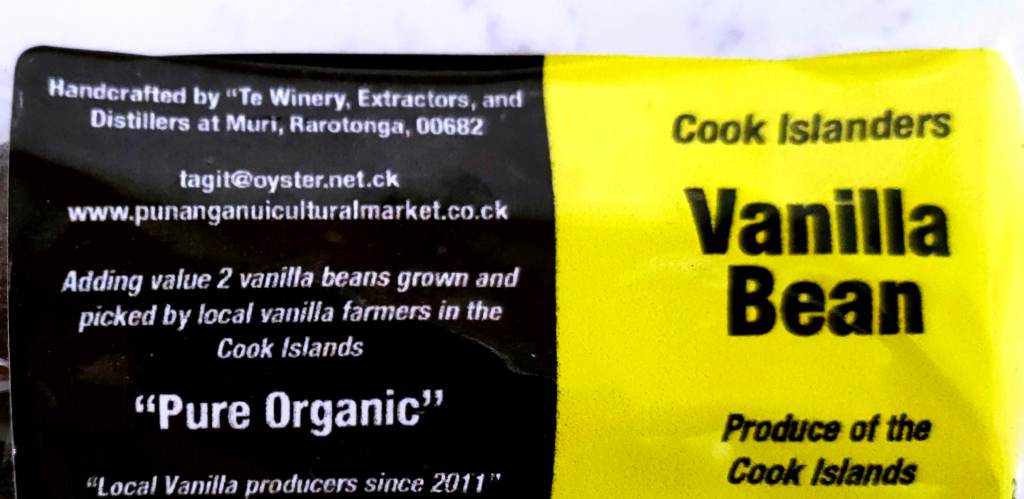 Handcrafted by "Te Winery, Extractors, and
Distillers at Muri, Rarotonga, 00682
tagit@oyster.net.ck
www.punanganuiculturalmarket.co.ck
Adding value 2 vanilla beans grown and
picked by local vanilla farmers in the
Cook Islands
"Pure Organic"
"Local Vanilla producers since 2011"
Cook Islanders
Vanilla
Bean
Produce of the
Cook Islands